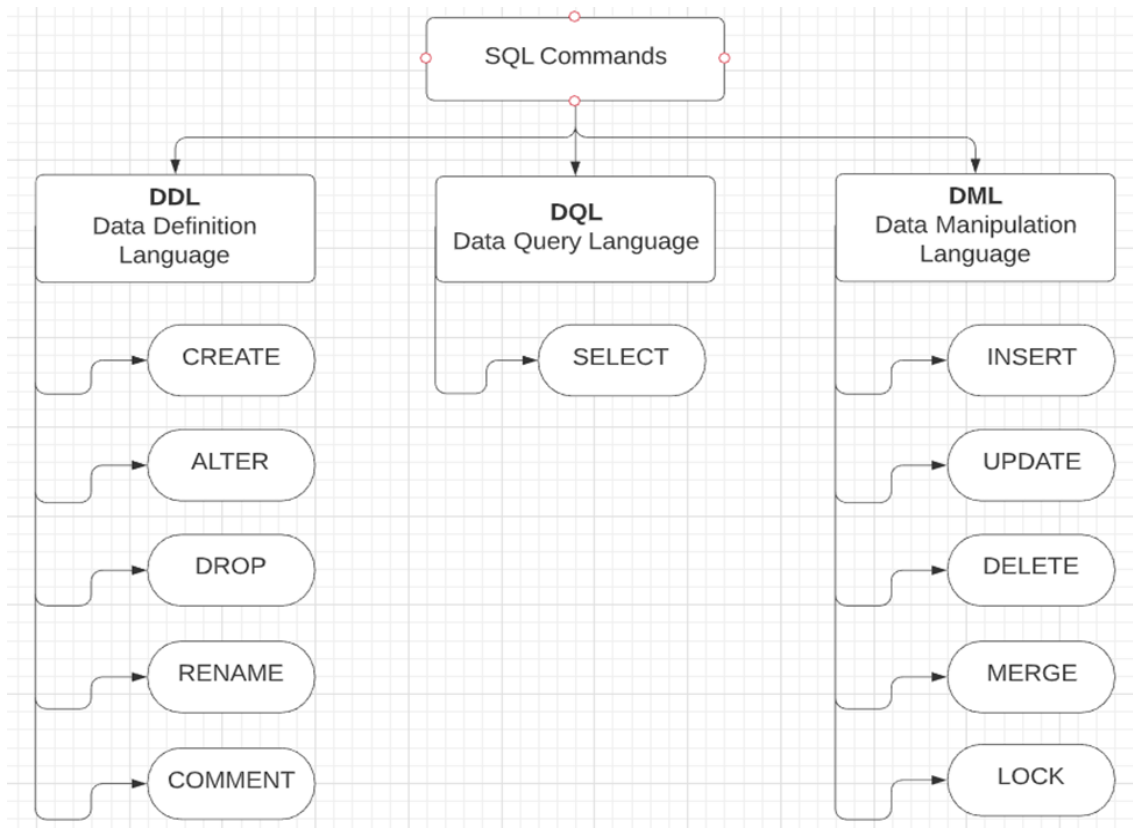 SQL Commands
DDL
Data Definition
Language
DQL
Data Query Language
DML
Data Manipulation
Language
CREATE
ALTER
DROP
RENAME
COMMENT
SELECT
INSERT
UPDATE
DELETE
MERGE
LOCK